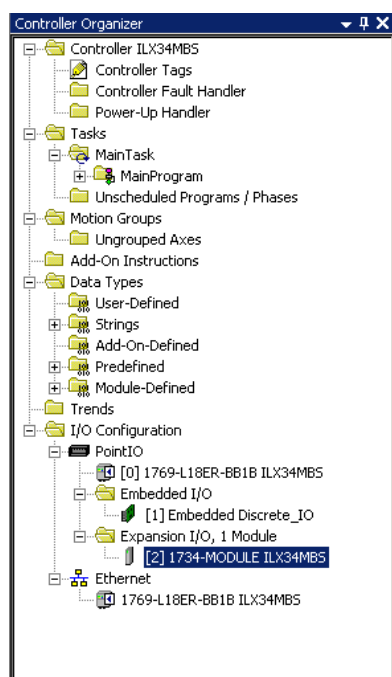 Controller Organizer
Controller ILX34MBS
Controller Tags
Controller Fault Handler
Power-Up Handler
Tasks
MainTask
MainProgram
Unscheduled Programs / Phases
Motion Groups
Ungrouped Axes
Add-On Instructions
Data Types
User-Defined
Strings
Add-On-Defined
Predefined
Module-Defined
Trends
I/O Configuration
PointIO
[0] 1769-L18ER-BB1B ILX34MBS
Embedded I/O
[1] Embedded Discrete_IO
Expansion I/O, 1 Module
[2] 1734-MODULE ILX34MBS
Ethernet
1769-L18ER-BB1B ILX34MBS